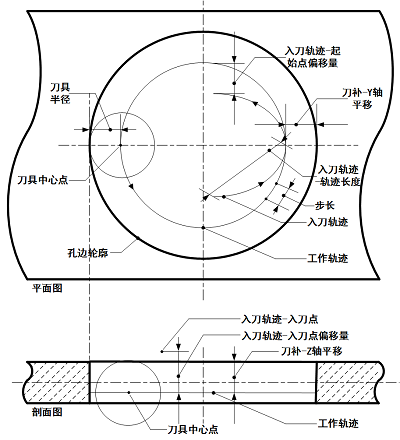 入刀轨迹-起
始点偏移量
刀具
半径
刀补-Y轴
平移
刀具中心点
入刀轨迹
轨迹长度
步长
入刀轨迹
孔边轮廓
工作轨迹
平面图
入刀轨迹-入刀点
入刀轨迹-入刀点偏移量
刀补-Z轴平移
剖面图
刀具中心点
工作轨迹